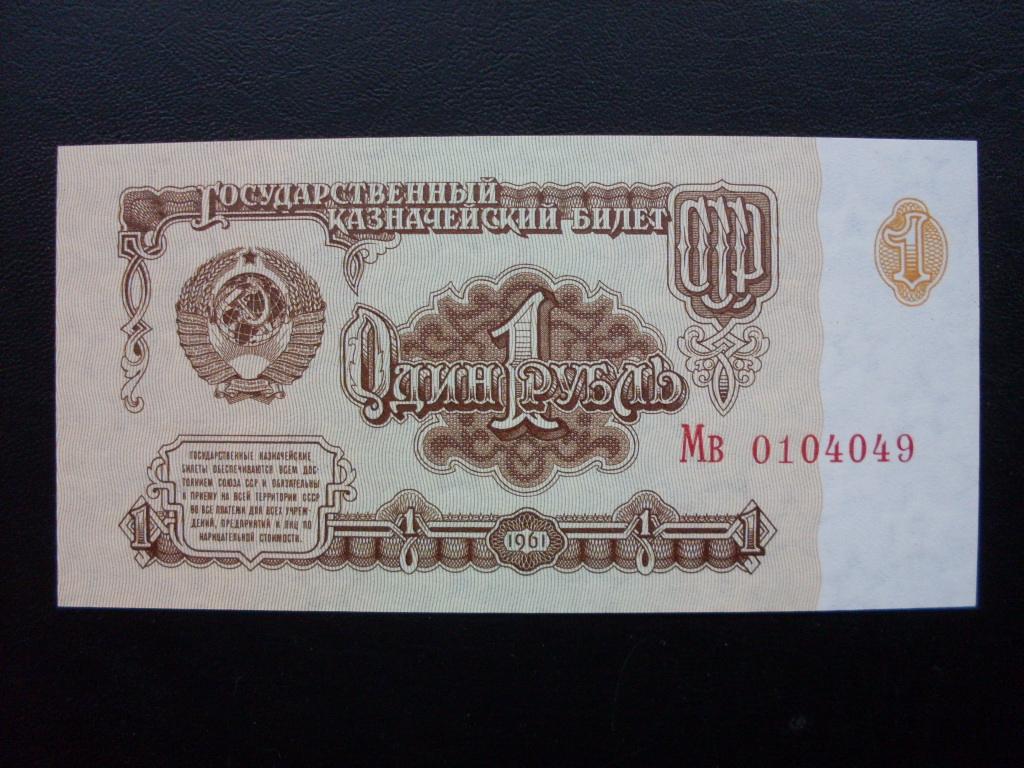 Государственный
казначейский билет
СССР
1
Один 1 рубль
Мв 0104049
ГОСУДАРСТВЕННЫЕ КАЗНАЧЕЙСКИЕ
БИЛЕТЫ ОБЕСПЕЧИВАЮТСЯ ВСЕМ ДОС-
ТОЯНИЕМ СОЮЗА ССР И ОБЯЗАТЕЛЬНЫ
К ПРИЕМУ НА ВСЕЙ ТЕРРИТОРИИ СССР
ВО ВСЕ ПЛАТЕЖИ ДЛЯ ВСЕХ УЧРЕЖ-
ДЕНИЙ, ПРЕДПРИЯТИЙ И ЛИЦ ПО
НАРИЦАТЕЛЬНОЙ СТОИМОСТИ.
1 1 1961 1 1